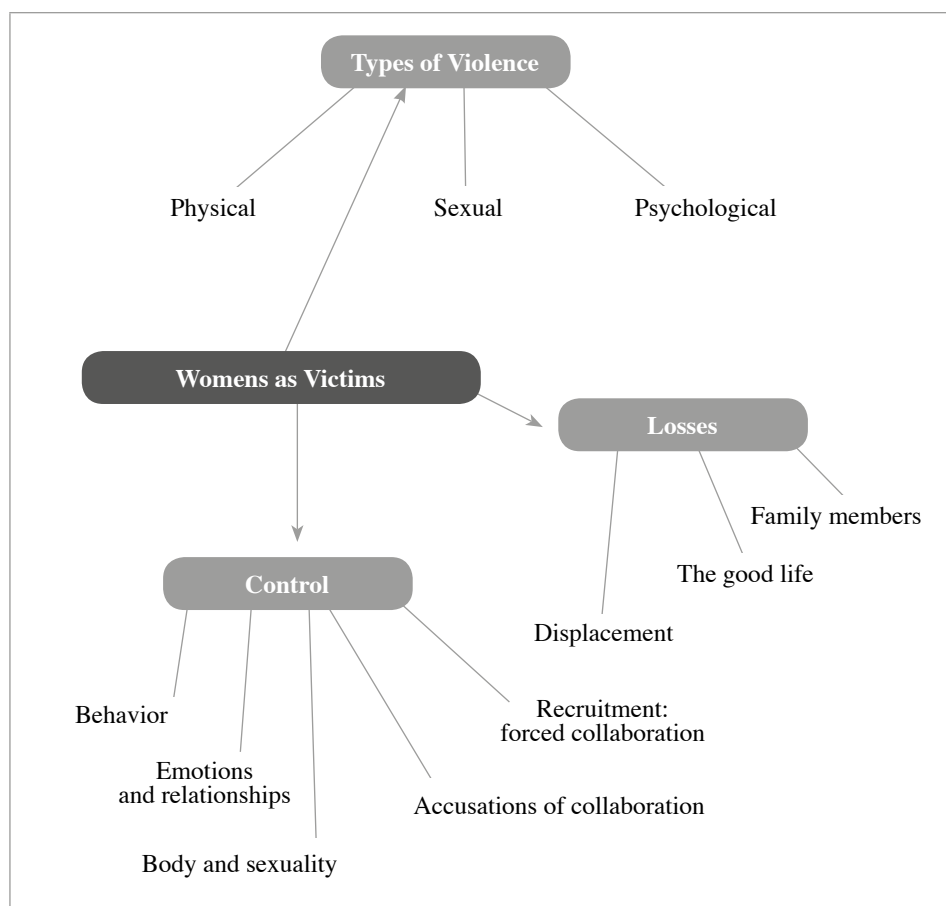 Types of Violence
Physical
Sexual
Psychological
Womens as Victims
Losses
Family members
The good life
Displacement
Control
Behavior
Emotions
and relationships
Body and sexuality
Accusations of collaboration
Recruitment:
forced collaboration